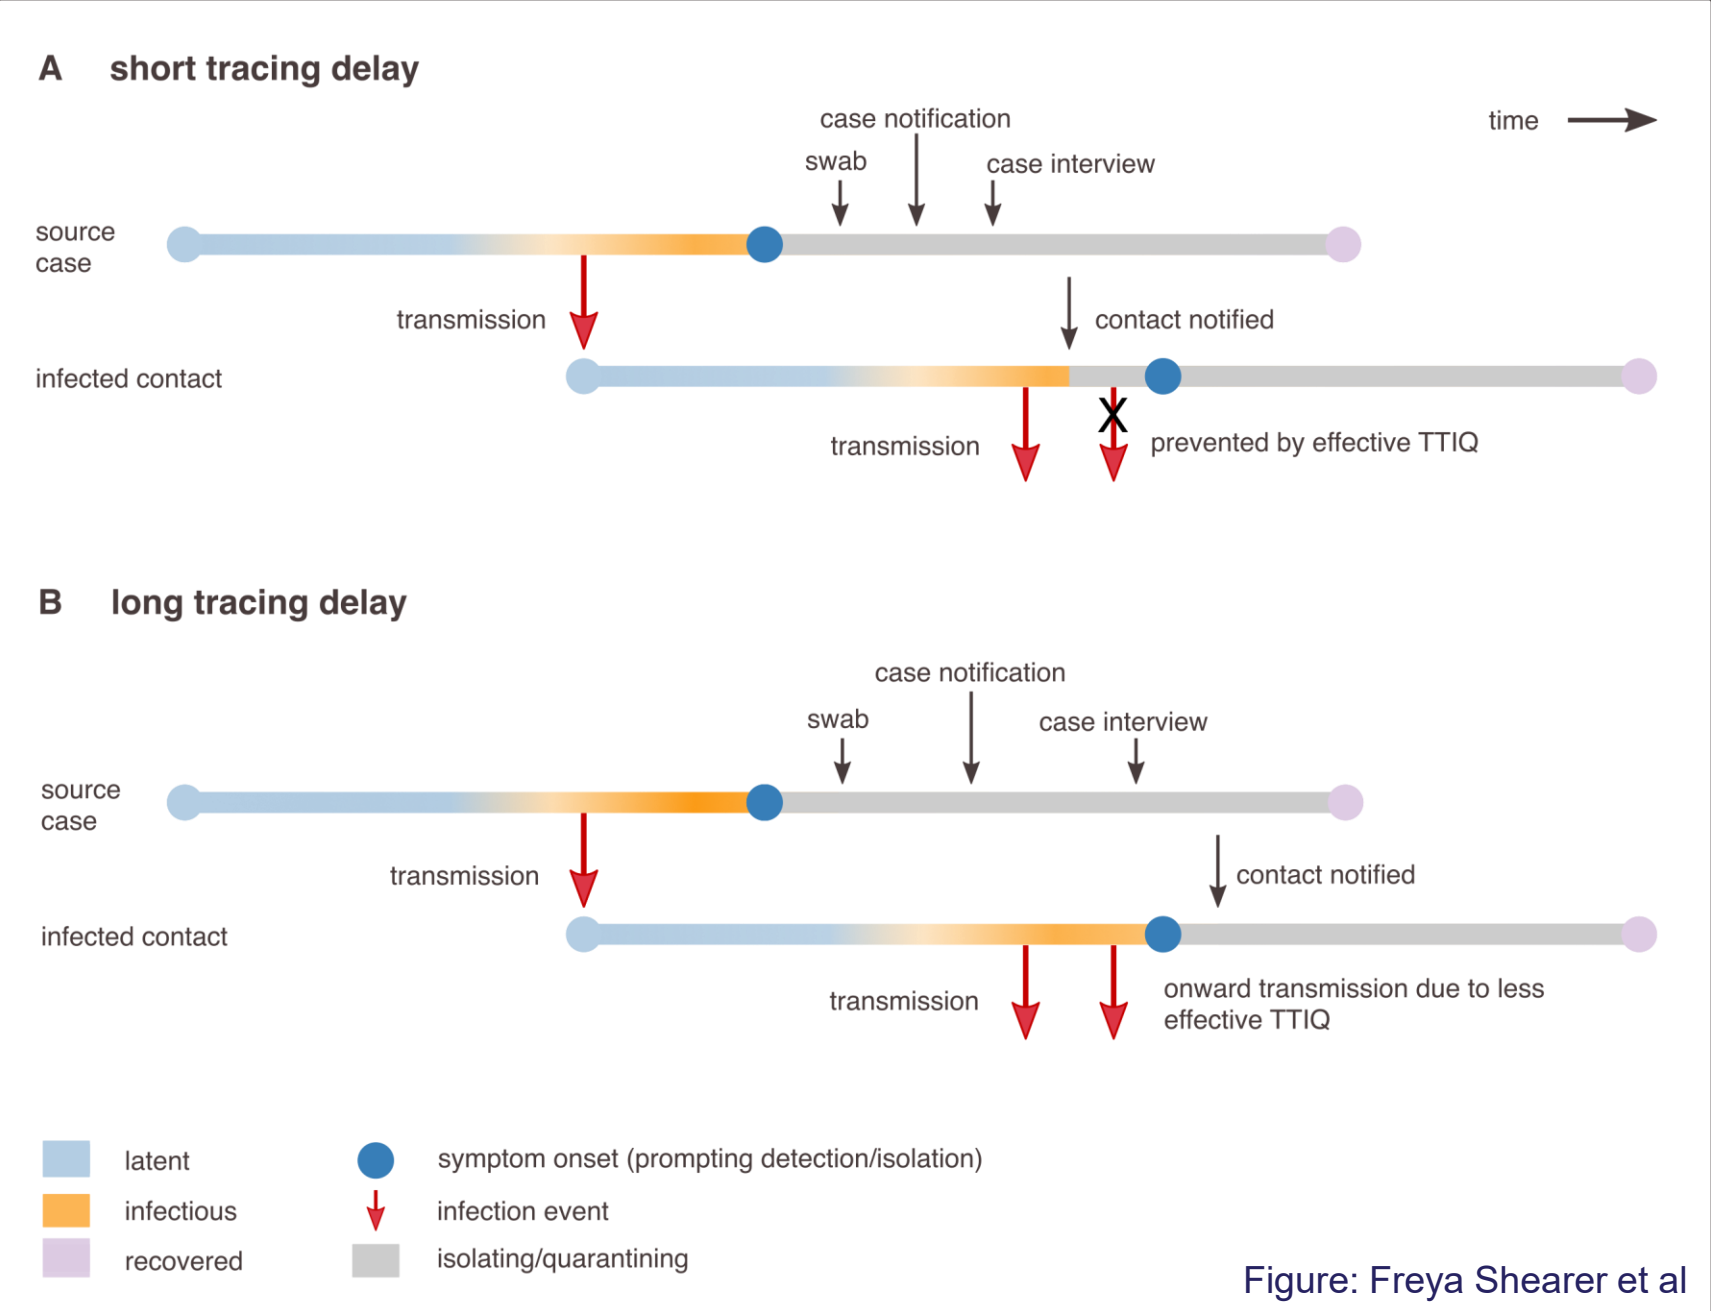 A short tracing delay
time
case notification
swab
case interview
source
case
transmission
contact notified
infected contact
X
transmission
prevented by effective TTIQ
B long tracing delay
case notification
swab
case interview
source
case
transmission
contact notified
infected contact
transmission
onward transmission due to less
effective TTIQ
latent
symptom onset (prompting detection/isolation)
infectious
infection event
recovered
isolating/quarantining
Figure: Freya Shearer et al